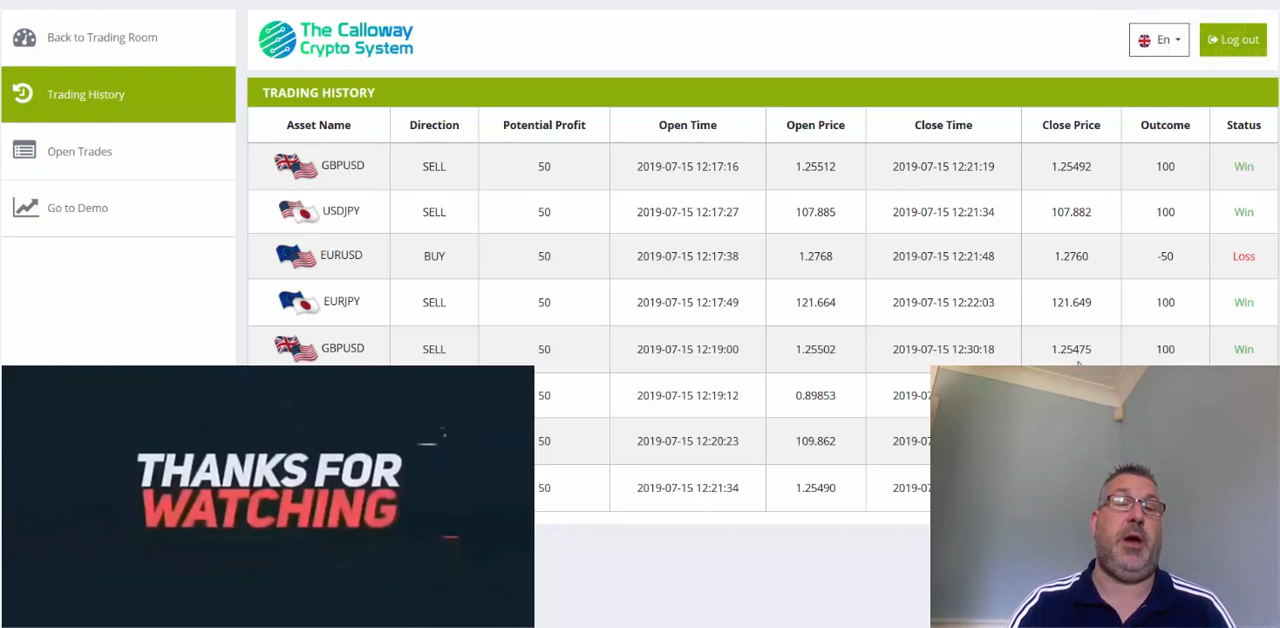 Back to Trading Room
Trading History
Open Trades
Go to Demo
The Calloway
Crypto System
En
Log out
TRADING HISTORY
Asset Name Direction Potential Profit Open Time Open Price Close Time Close Price Outcome Status
GBPUSD SELL 50 2019-07-15 12:17:16 1.25512 2019-07-15 12:21:19 1.25492 100 Win
USDJPY SELL 50 2019-07-15 12:17:27 107.885 2019-07-15 12:21:34 107.882 100 Win
EURUSD BUY 50 2019-07-15 12:17:38 1.2768 2019-07-15 12:21:48 1.2760 -50 Loss
EURJPY SELL 50 2019-07-15 12:17:49 121.664 2019-07-15 12:22:03 121.649 100 Win
GBPUSD SELL 50 2019-07-15 12:19:00 1.25502 2019-07-15 12:30:18 1.25475 100 Win
50 2019-07-15 12:19:12 0.89853 2019-07
50 2019-07-15 12:20:23 109.862 2019-07
50 2019-07-15 12:21:34 1.25490 2019-07
THANKS FOR
WATCHING